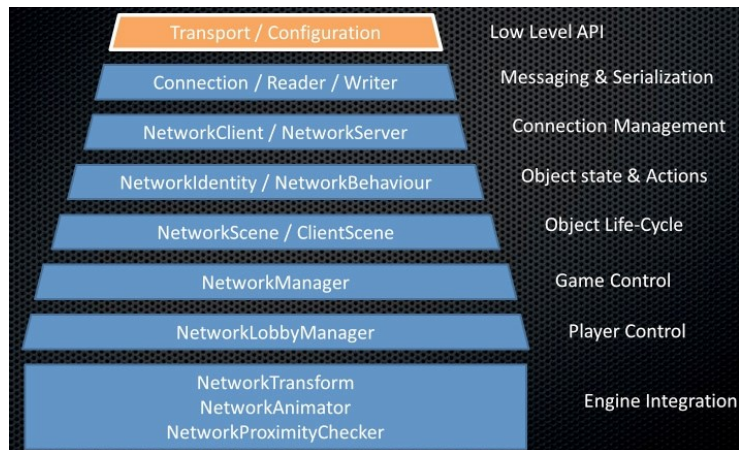 Transport / Configuration Low Level API
Connection / Reader / Writer Messaging & Serialization
NetworkClient / NetworkServer Connection Management
NetworkIdentity / NetworkBehaviour Object state & Actions
NetworkScene / ClientScene Object Life-Cycle
NetworkManager Game Control
NetworkLobbyManager Player Control
NetworkTransform
NetworkAnimator Engine Integration
NetworkProximityChecker